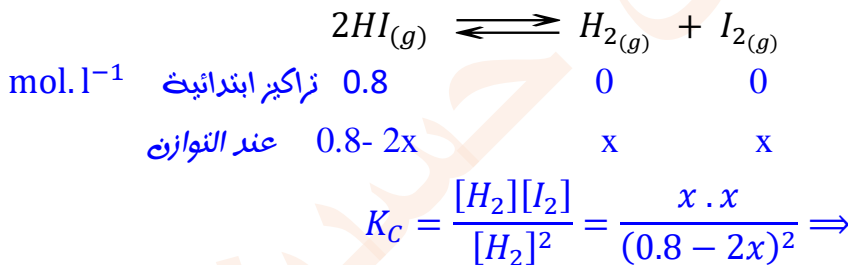 2HI(g) ⇌ H2(g) + I2(g)
mol.l⁻¹ تراكيز ابتدائية 0.8 0 0
عند التوازن 0.8- 2x x x
K_C = [H2][I2] / [H2]² = x . x / (0.8 − 2x)² ⟹